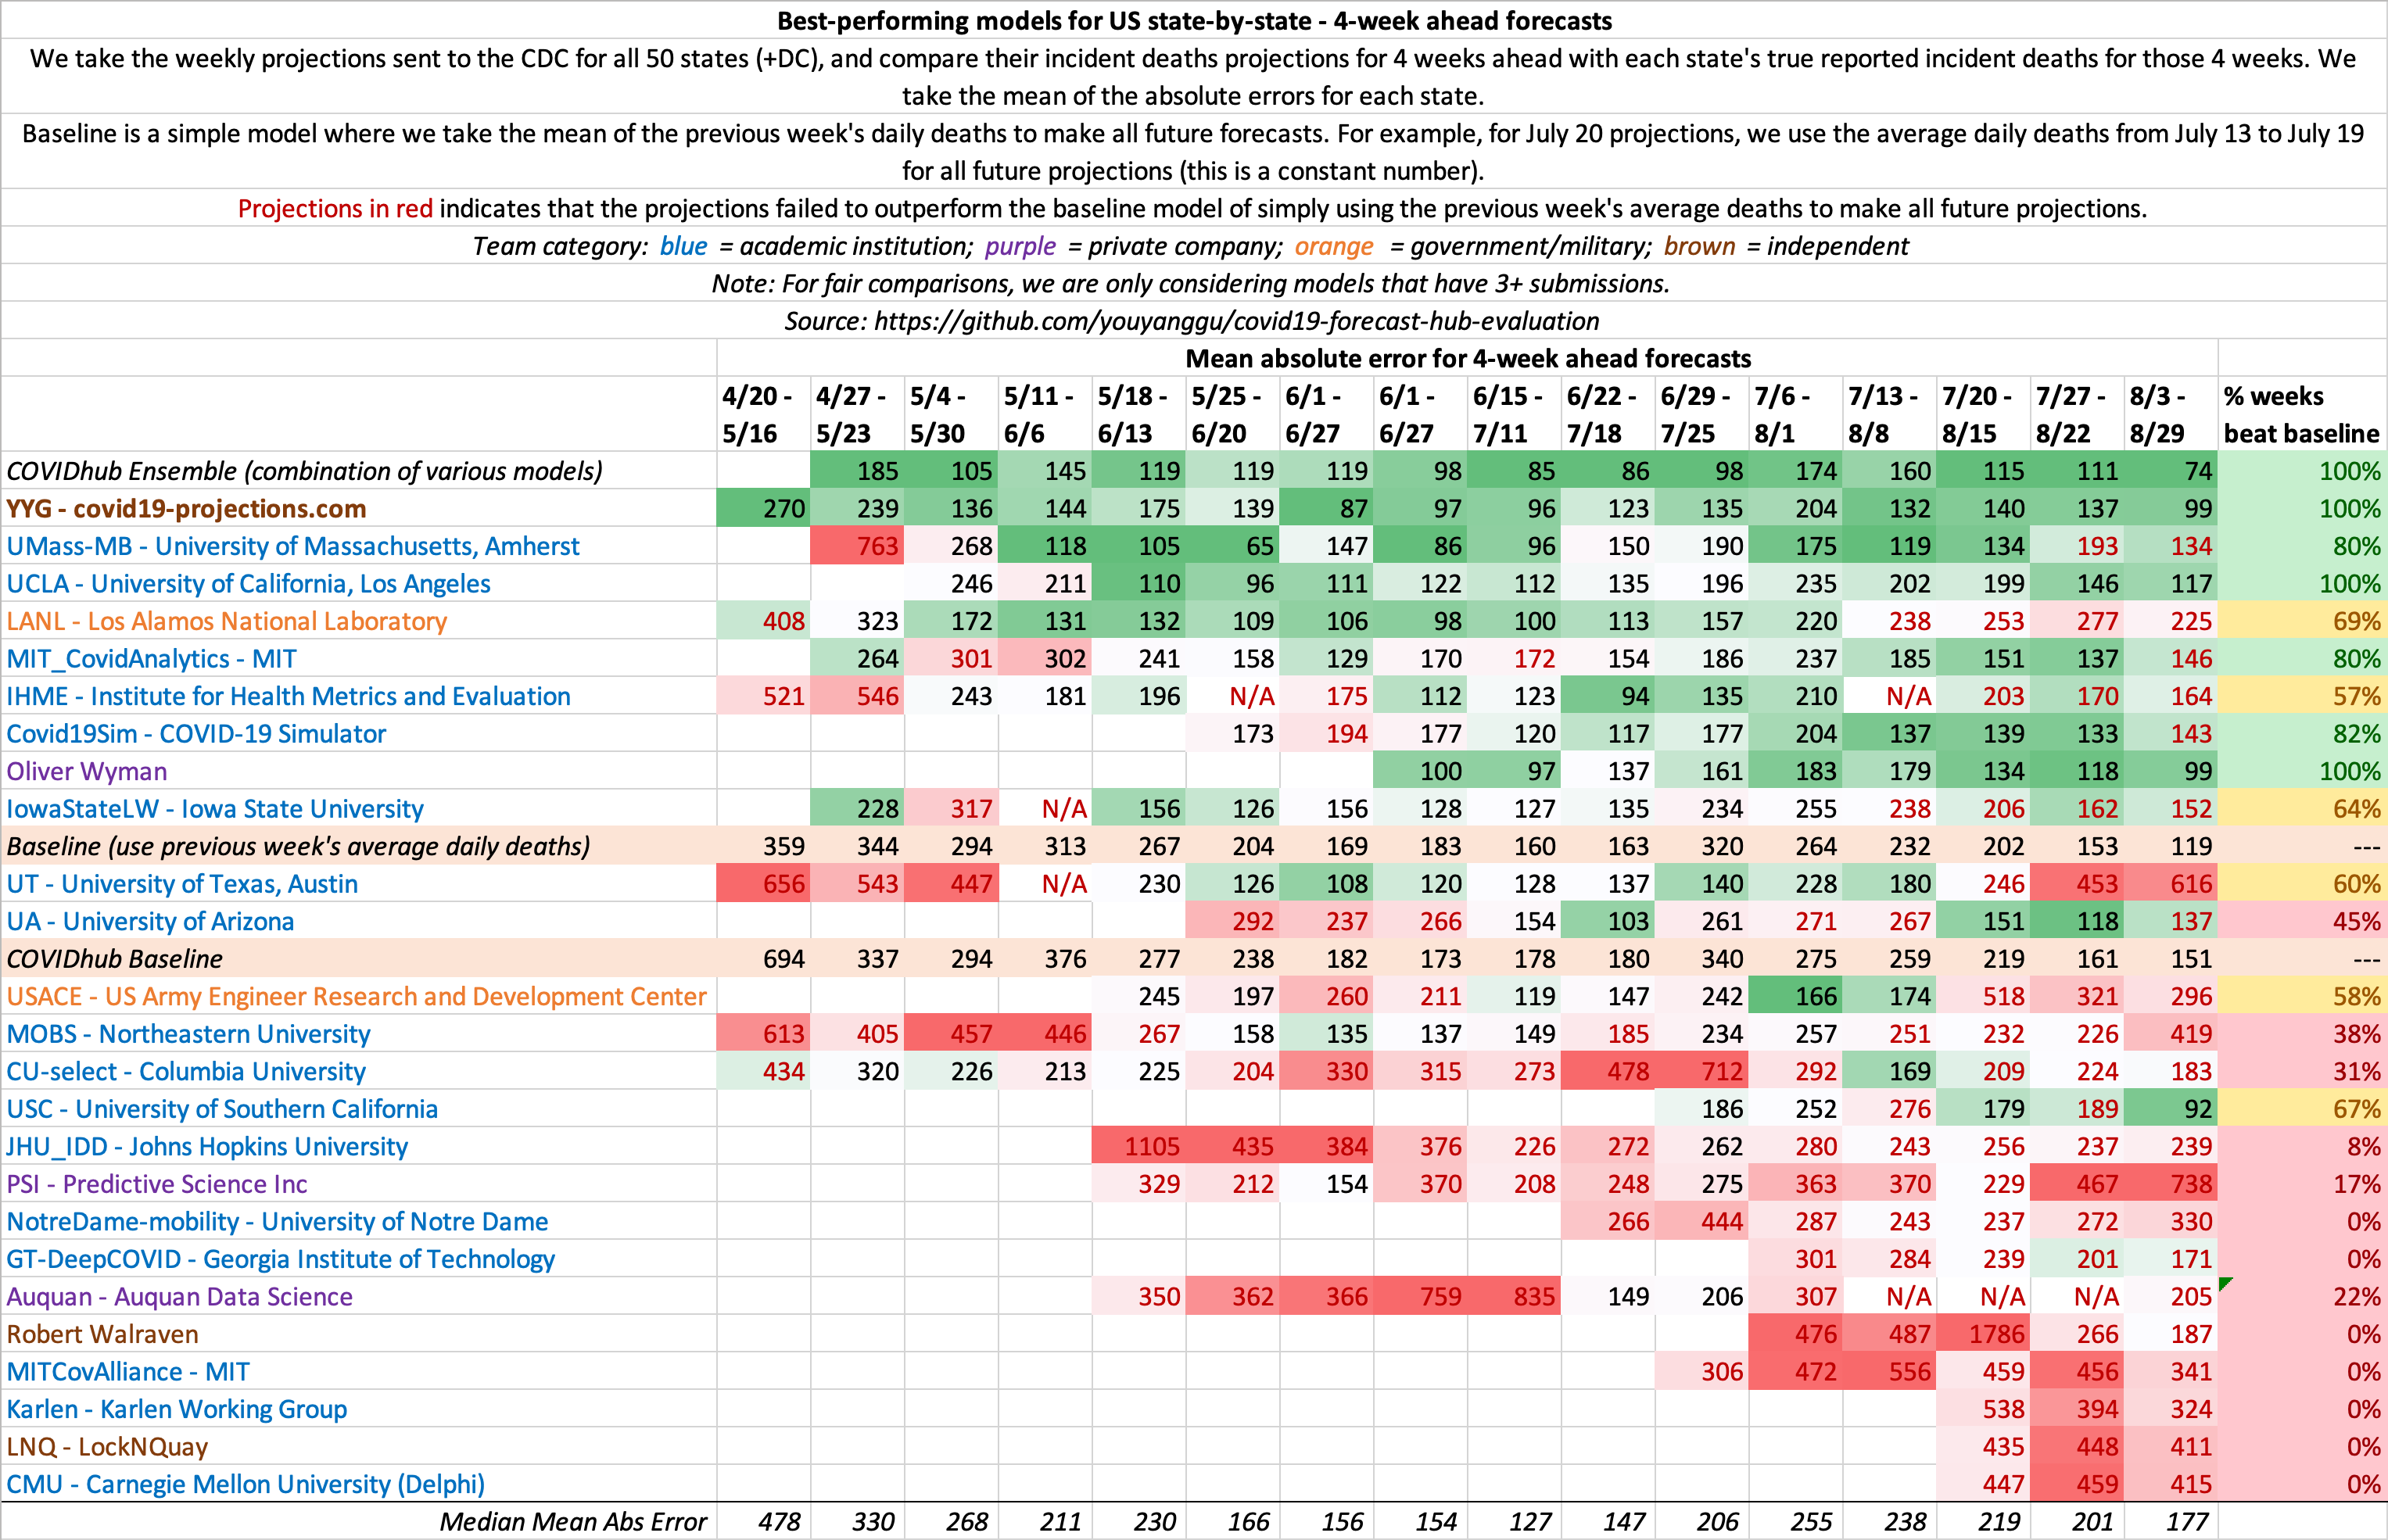 Best-performing models for US state-by-state - 4-week ahead forecasts
We take the weekly projections sent to the CDC for all 50 states (+DC), and compare their incident deaths projections for 4 weeks ahead with each state's true reported incident deaths for those 4 weeks. We
take the mean of the absolute errors for each state.
Baseline is a simple model where we take the mean of the previous week's daily deaths to make all future forecasts. For example, for July 20 projections, we use the average daily deaths from July 13 to July 19
for all future projections (this is a constant number).
Projections in red indicates that the projections failed to outperform the baseline model of simply using the previous week's average deaths to make all future projections.
Team category: blue = academic institution; purple = private company; orange = government/military; brown = independent
Note: For fair comparisons, we are only considering models that have 3+ submissions.
Source: https://github.com/youyanggu/covid19-forecast-hub-evaluation
Mean absolute error for 4-week ahead forecasts
4/20 - 4/27 - 5/4 - 5/11 - 5/18 - 5/25 - 6/1 - 6/1 - 6/15 - 6/22 - 6/29 - 7/6 - 7/13 - 7/20 - 7/27 - 8/3 - % weeks
5/16 5/23 5/30 6/6 6/13 6/20 6/27 6/27 7/11 7/18 7/25 8/1 8/8 8/15 8/22 8/29 beat baseline
COVIDhub Ensemble (combination of various models) 185 105 145 119 119 119 98 85 86 98 174 160 115 111 74 100%
YYG - covid19-projections.com 270 239 136 144 175 139 87 97 96 123 135 204 132 140 137 99 100%
UMass-MB - University of Massachusetts, Amherst 763 268 118 105 65 147 86 96 150 190 175 119 134 193 134 80%
UCLA - University of California, Los Angeles 246 211 110 96 111 122 112 135 196 235 202 199 146 117 100%
LANL - Los Alamos National Laboratory 408 323 172 131 132 109 106 98 100 113 157 220 238 253 277 225 69%
MIT_CovidAnalytics - MIT 264 301 302 241 158 129 170 172 154 186 237 185 151 137 146 80%
IHME - Institute for Health Metrics and Evaluation 521 546 243 181 196 N/A 175 112 123 94 135 210 N/A 203 170 164 57%
Covid19Sim - COVID-19 Simulator 173 194 177 120 117 177 204 137 139 133 143 82%
Oliver Wyman 100 97 137 161 183 179 134 118 99 100%
IowaStateLW - Iowa State University 228 317 N/A 156 126 156 128 127 135 234 255 238 206 162 152 64%
Baseline (use previous week's average daily deaths) 359 344 294 313 267 204 169 183 160 163 320 264 232 202 153 119 ---
UT - University of Texas, Austin 656 543 447 N/A 230 126 108 120 128 137 140 228 180 246 453 616 60%
UA - University of Arizona 292 237 266 154 103 261 271 267 151 118 137 45%
COVIDhub Baseline 694 337 294 376 277 238 182 173 178 180 340 275 259 219 161 151 ---
USACE - US Army Engineer Research and Development Center 245 197 260 211 119 147 242 166 174 518 321 296 58%
MOBS - Northeastern University 613 405 457 446 267 158 135 137 149 185 234 257 251 232 226 419 38%
CU-select - Columbia University 434 320 226 213 225 204 330 315 273 478 712 292 169 209 224 183 31%
USC - University of Southern California 186 252 276 179 189 92 67%
JHU_IDD - Johns Hopkins University 1105 435 384 376 226 272 262 280 243 256 237 239 8%
PSI - Predictive Science Inc 329 212 154 370 208 248 275 363 370 229 467 738 17%
NotreDame-mobility - University of Notre Dame 266 444 287 243 237 272 330 0%
GT-DeepCOVID - Georgia Institute of Technology 301 284 239 201 171 0%
Auquan - Auquan Data Science 350 362 366 759 835 149 206 307 N/A N/A N/A 205 22%
Robert Walraven 476 487 1786 266 187 0%
MITCovAlliance - MIT 306 472 556 459 456 341 0%
Karlen - Karlen Working Group 538 394 324 0%
LNQ - LockNQuay 435 448 411 0%
CMU - Carnegie Mellon University (Delphi) 447 459 415 0%
Median Mean Abs Error 478 330 268 211 230 166 156 154 127 147 206 255 238 219 201 177